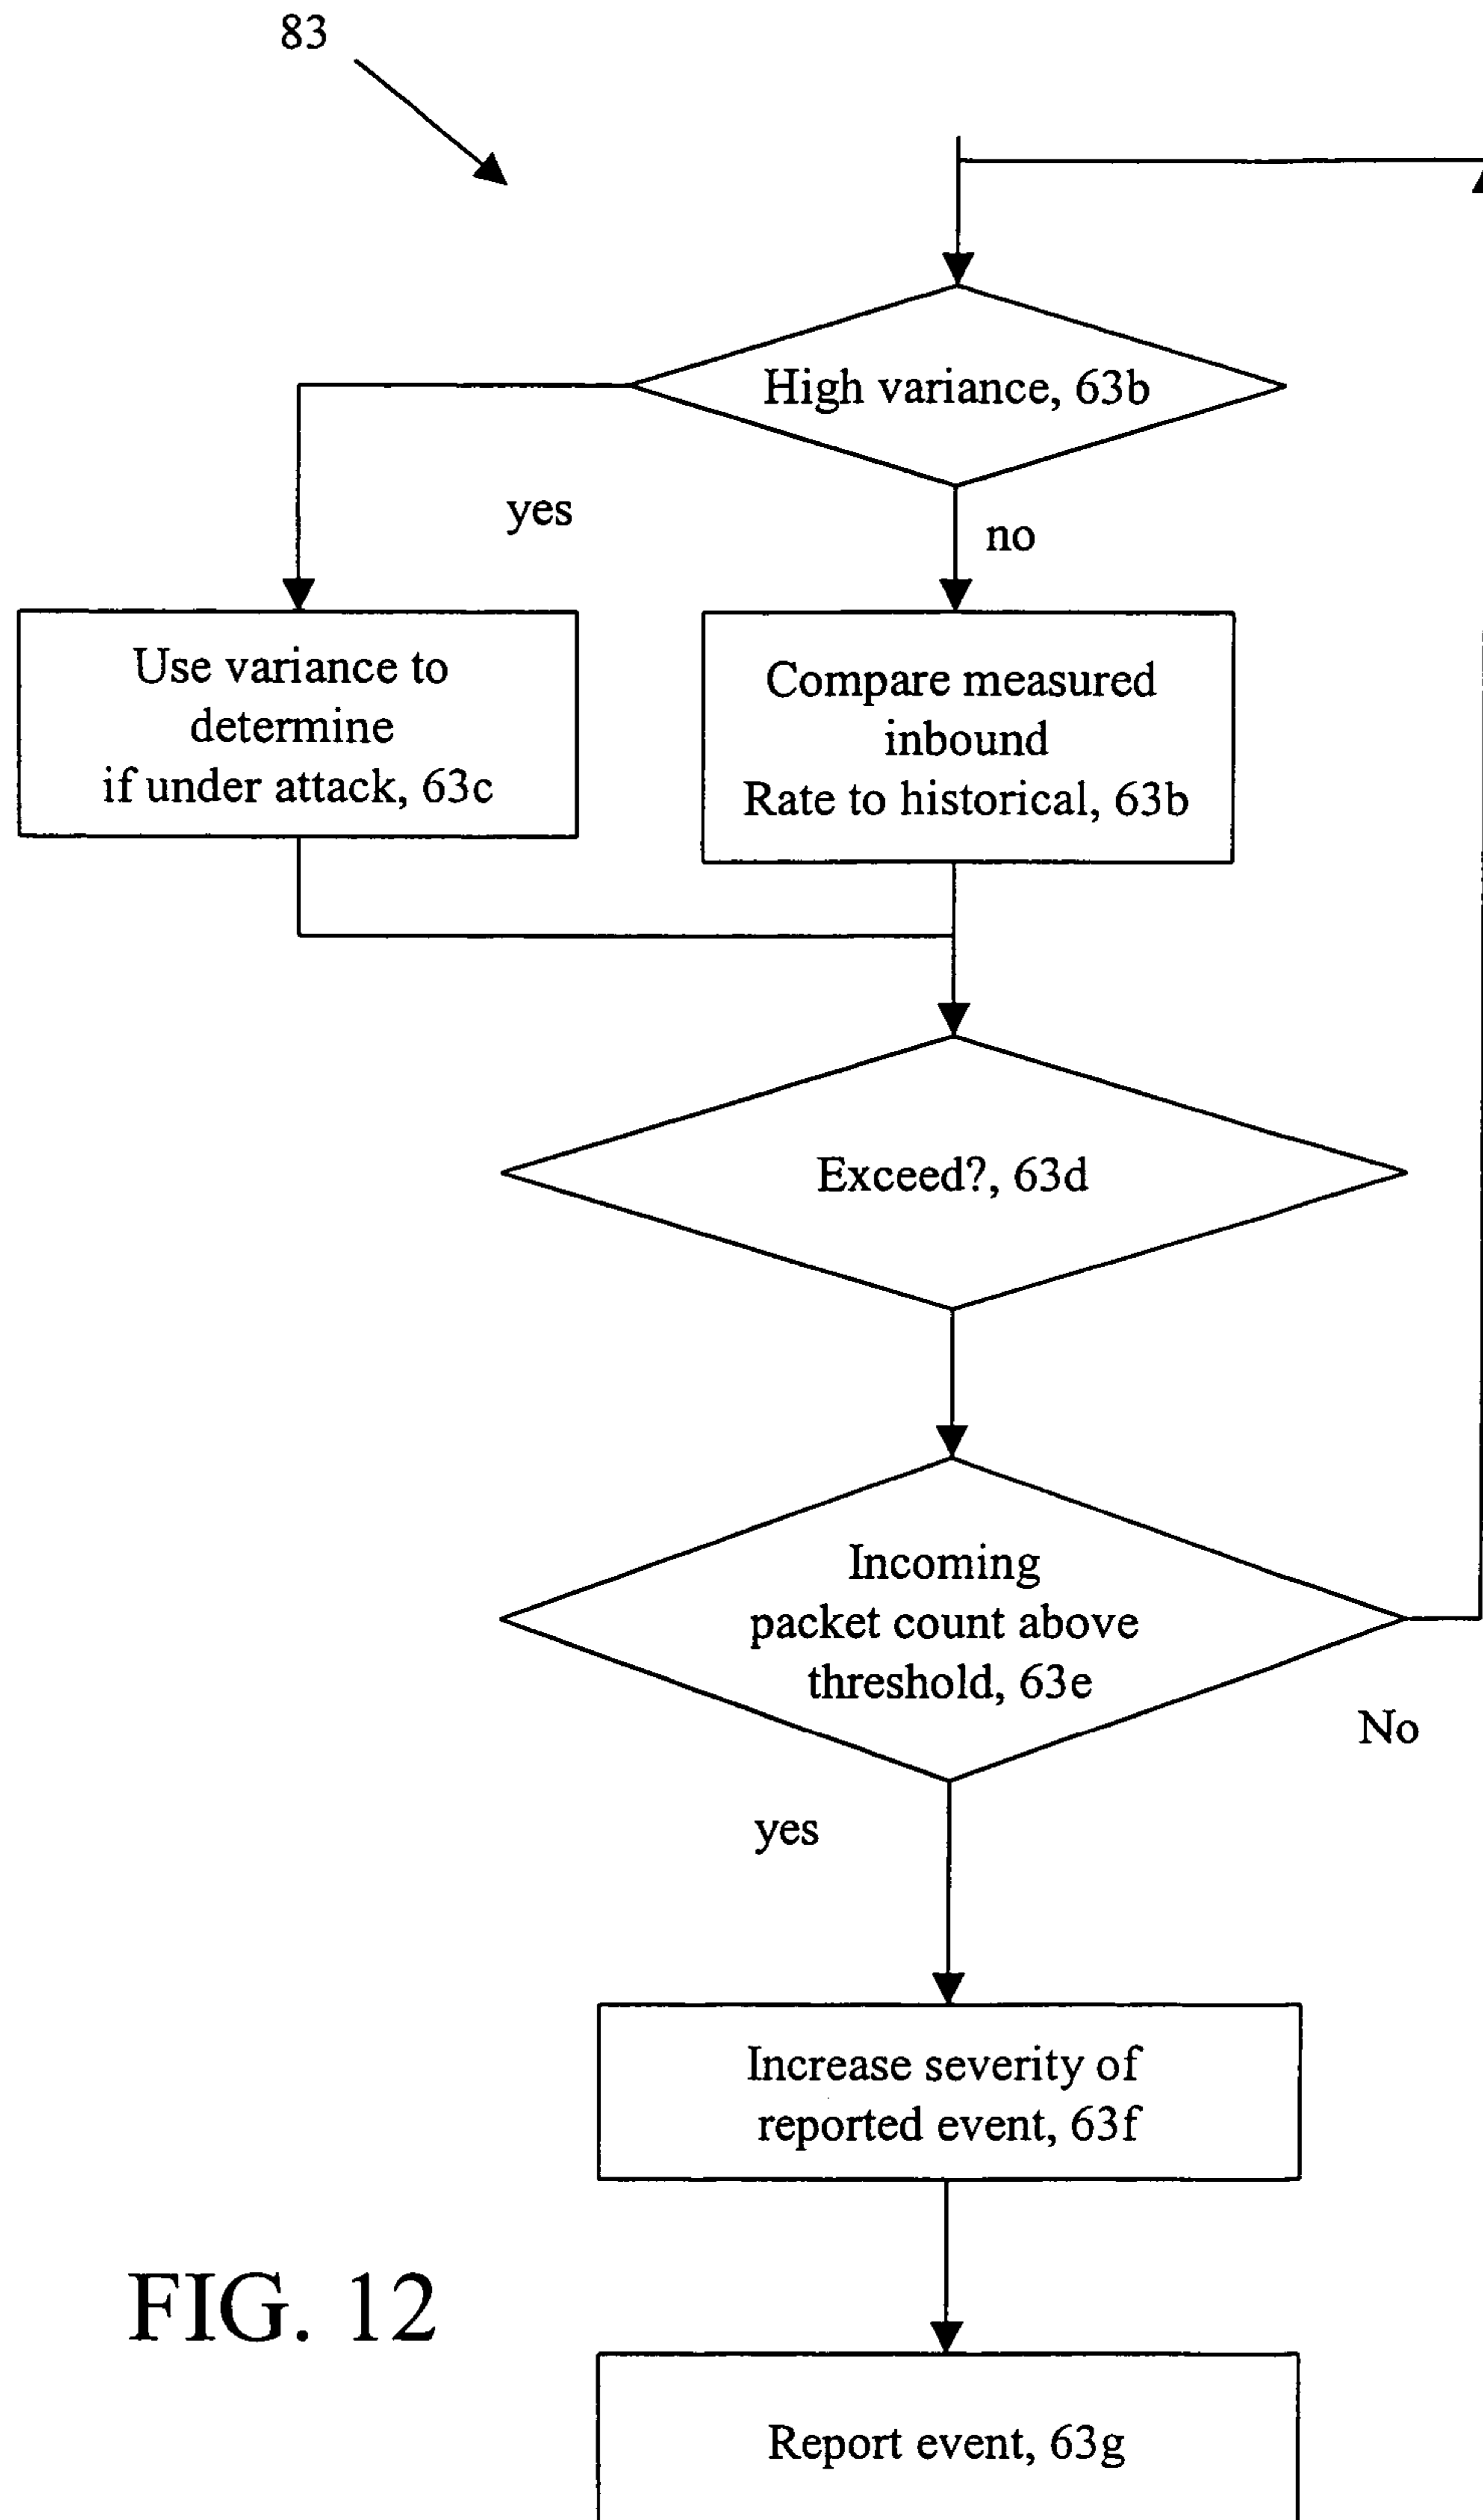 83
High variance, 63b
yes
no
Use variance to
determine
if under attack, 63c
Compare measured
inbound
Rate to historical, 63b
Exceed?, 63d
Incoming
packet count above
threshold, 63e
No
yes
Increase severity of
reported event, 63f
FIG. 12
Report event, 63g